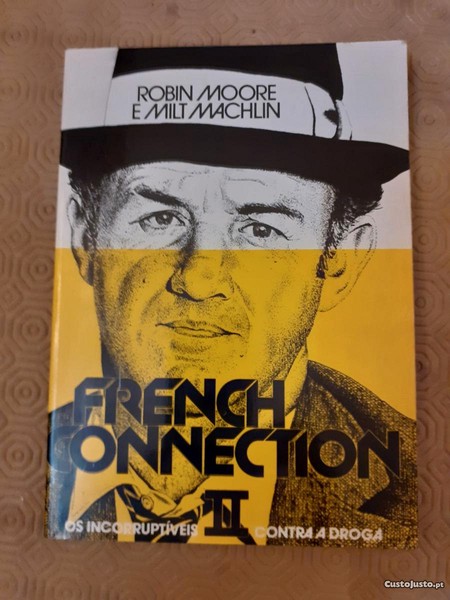 ROBIN MOORE
E MILT MACHLIN
FRENCH
CONNECTION
II
OS INCORRUPTÍVEIS CONTRA A DROGA
CustoJusto.pt